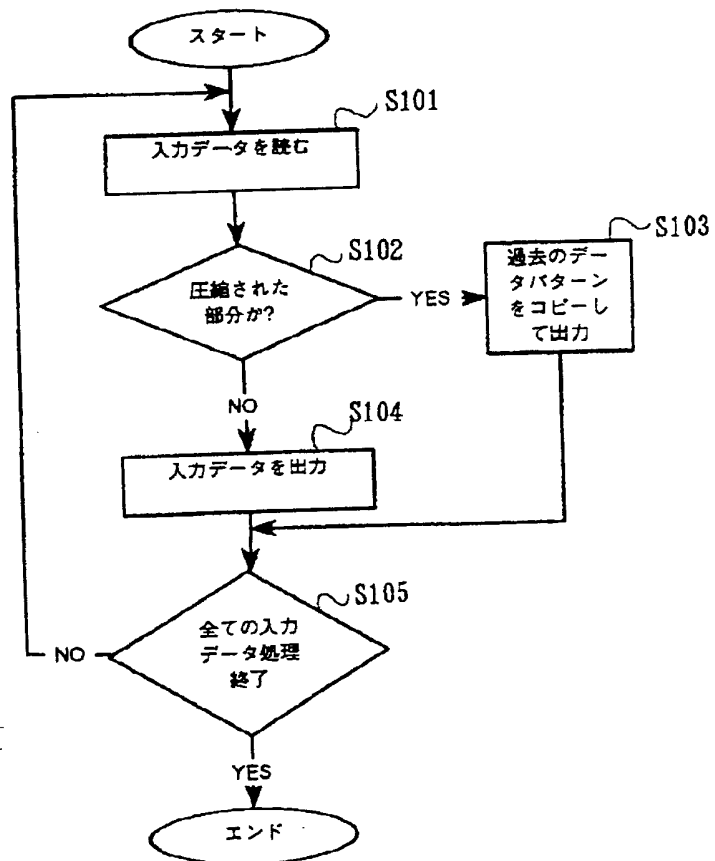 スタート
S101
入力データを読む
S102
圧縮された
部分か?
YES
S103
過去のデー
タパターン
をコピーし
て出力
NO
S104
入力データを出力
S105
全ての入力
データ処理
終了
NO
YES
エンド